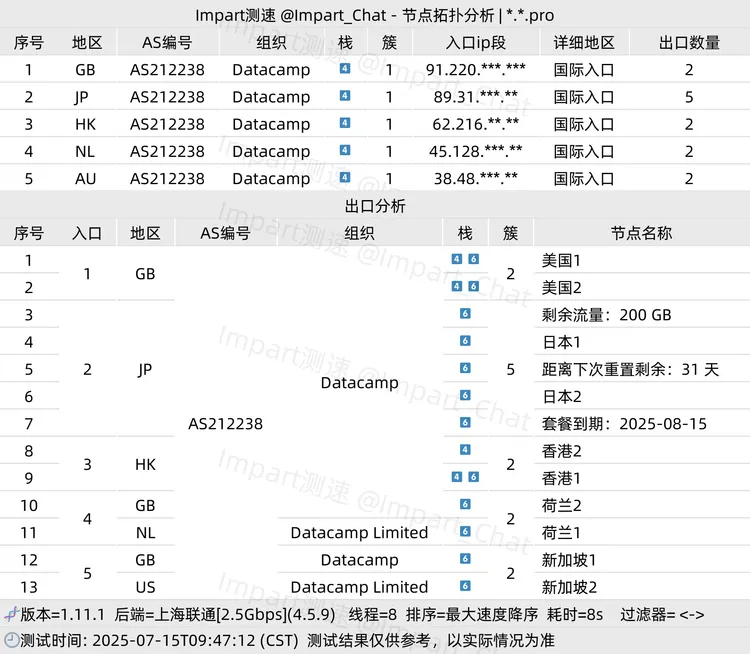 Impart测速 @Impart_Chat - 节点拓扑分析 | *.*.pro
序号 地区 AS编号 组织 栈 簇 入口ip段 详细地区 出口数量
1 GB AS212238 Datacamp 4 1 91.220.***.*** 国际入口 2
2 JP AS212238 Datacamp 4 1 89.31.***.** 国际入口 5
3 HK AS212238 Datacamp 4 1 62.216.**.** 国际入口 2
4 NL AS212238 Datacamp 4 1 45.128.***.** 国际入口 2
5 AU AS212238 Datacamp 4 1 38.48.***.** 国际入口 2
出口分析
序号 入口 地区 AS编号 组织 栈 簇 节点名称
1 4 6 美国1
1 GB 2
2 4 6 美国2
3 6 剩余流量：200 GB
4 6 日本1
5 2 JP 6 5 距离下次重置剩余：31 天
Datacamp
6 6 日本2
7 AS212238 6 套餐到期：2025-08-15
8 4 香港2
3 HK 2
9 4 6 香港1
10 GB 6 荷兰2
4 2
11 NL Datacamp Limited 6 荷兰1
12 GB Datacamp 6 新加坡1
5 2
13 US Datacamp Limited 6 新加坡2
🧬版本=1.11.1 后端=上海联通[2.5Gbps](4.5.9) 线程=8 排序=最大速度降序 耗时=8s 过滤器= <->
🕘测试时间: 2025-07-15T09:47:12 (CST) 测试结果仅供参考，以实际情况为准